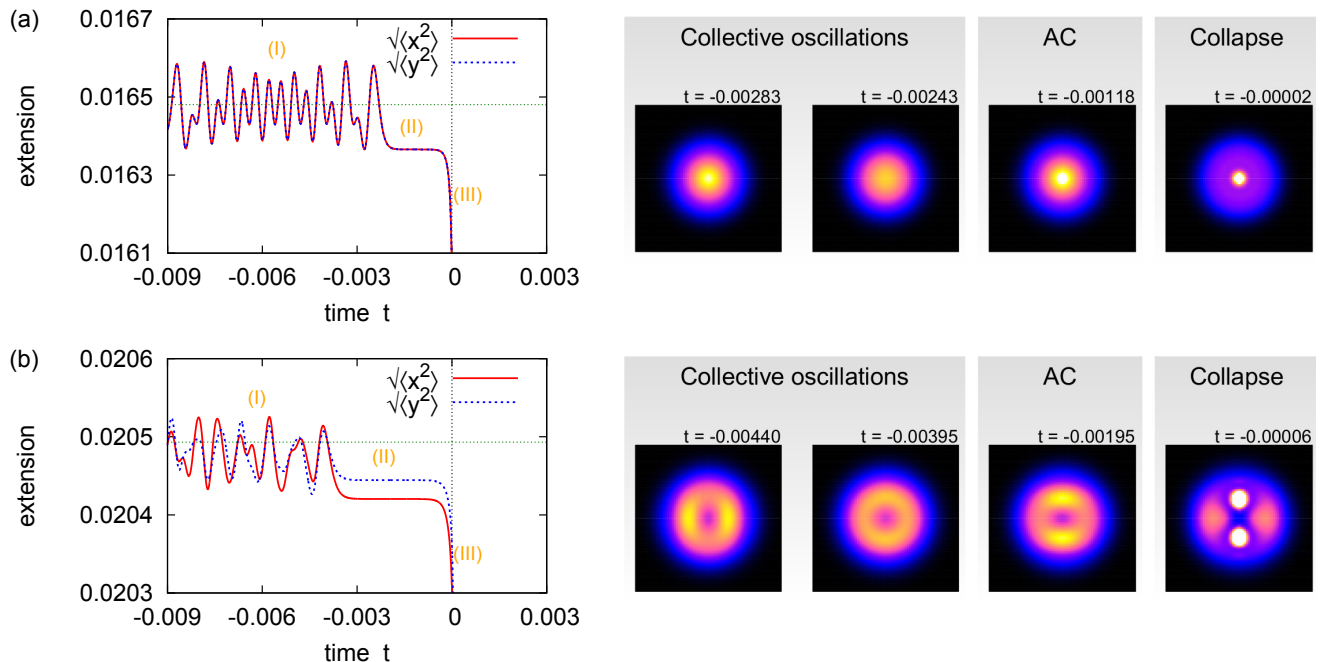 (a)
0.0167
0.0165
0.0163
0.0161
extension
(I)
(II)
(III)
√⟨x²⟩
√⟨y²⟩
-0.009 -0.006 -0.003 0 0.003
time t
Collective oscillations
t = -0.00283
t = -0.00243
AC
t = -0.00118
Collapse
t = -0.00002
(b)
0.0206
0.0205
0.0204
0.0203
extension
(I)
(II)
(III)
√⟨x²⟩
√⟨y²⟩
-0.009 -0.006 -0.003 0 0.003
time t
Collective oscillations
t = -0.00440
t = -0.00395
AC
t = -0.00195
Collapse
t = -0.00006